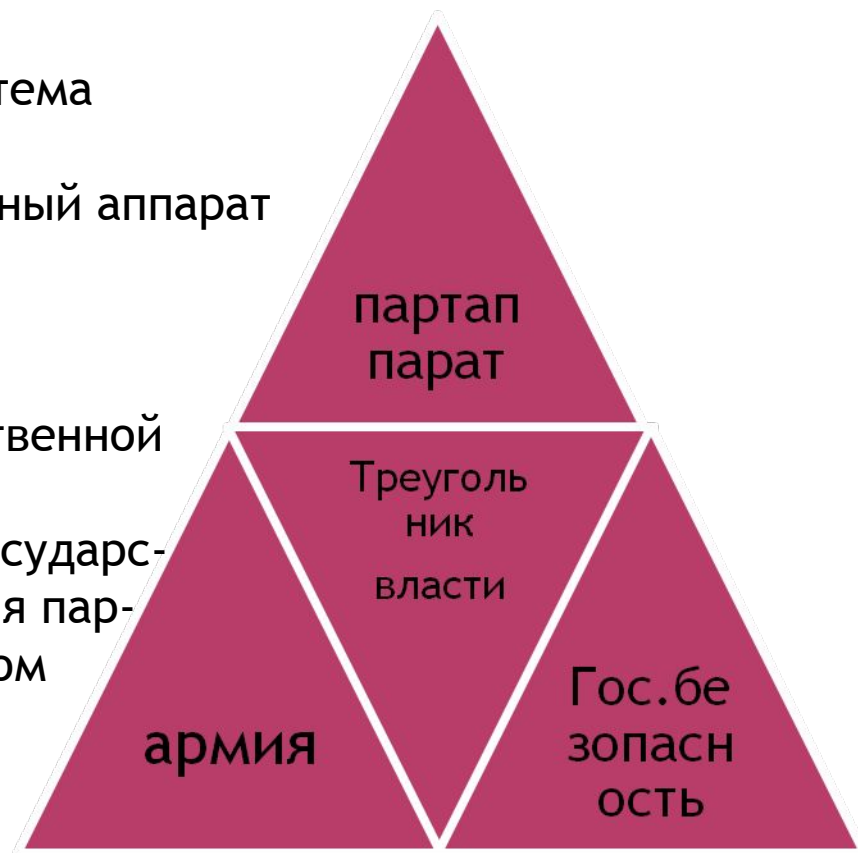 тема
ный аппарат
твенной
сударс-
я пар-
ом
партап
парат
Треуголь
ник
власти
армия
Гос.бе
зопасн
ость